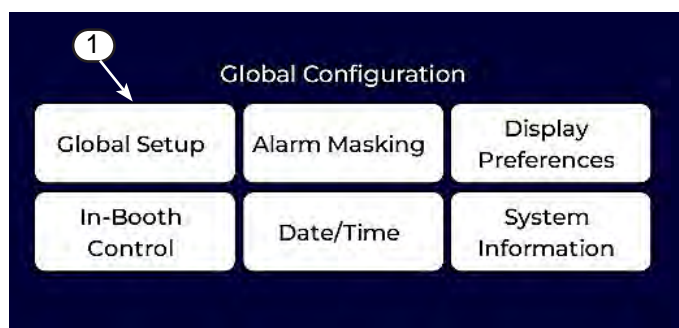 1
Global Configuration
Global Setup
Alarm Masking
Display
Preferences
In-Booth
Control
Date/Time
System
Information